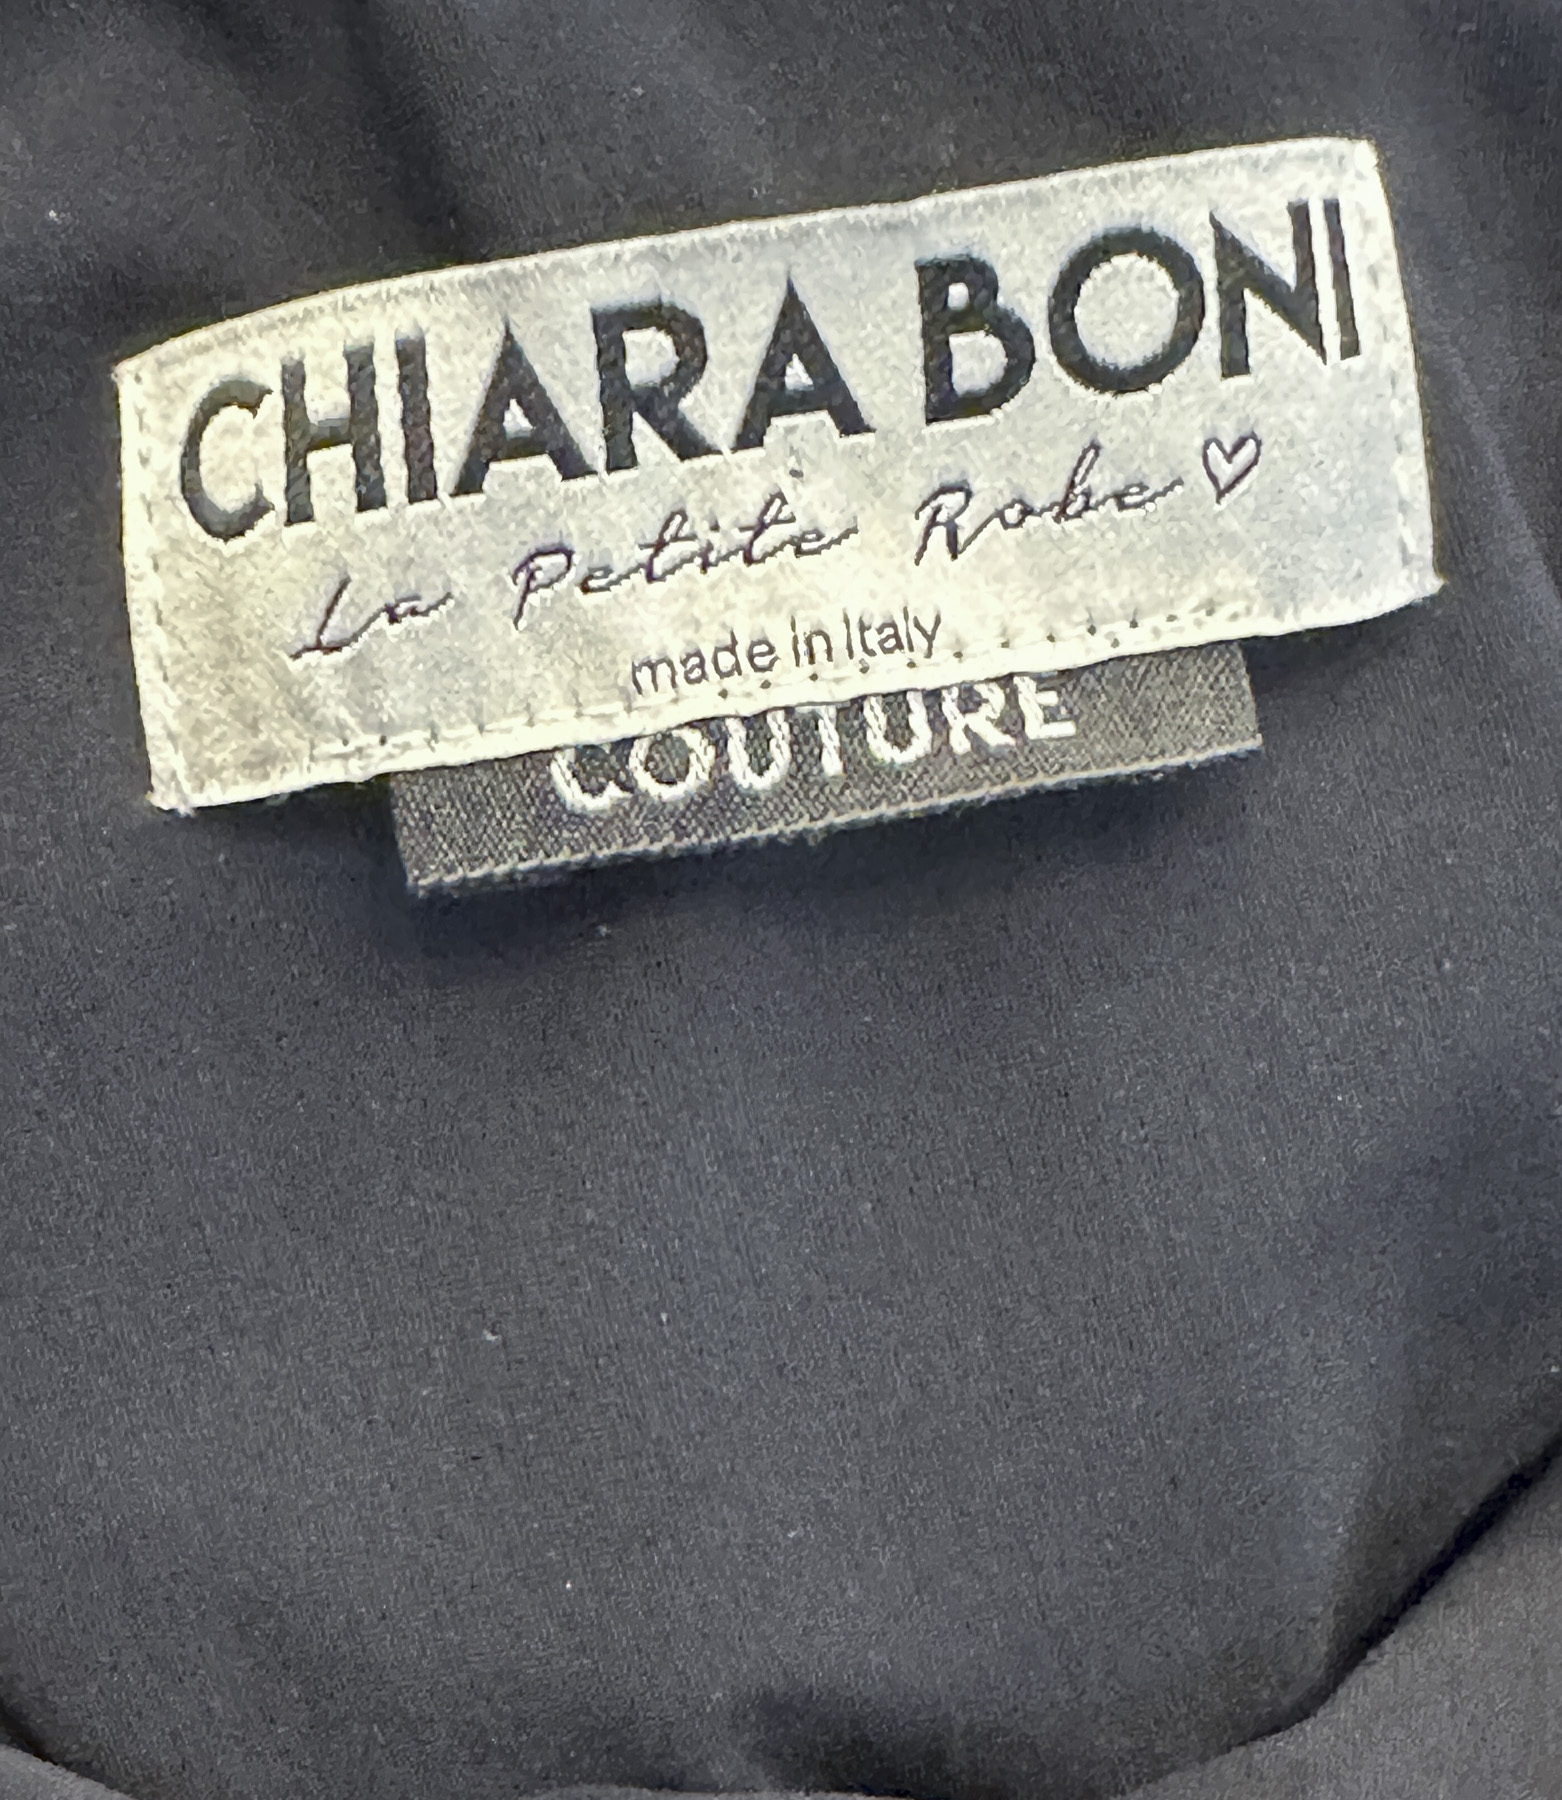 CHIARA BONI
La Petite Robe ♡
made in Italy
COUTURE